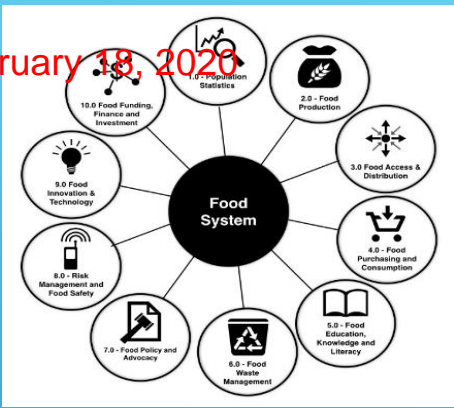 ruary 18, 2020
1.0 - Population
Statistics
2.0 - Food
Production
3.0 Food Access &
Distribution
4.0 - Food
Purchasing and
Consumption
5.0 - Food
Education,
Knowledge and
Literacy
6.0 - Food
Waste
Management
7.0 - Food Policy and
Advocacy
8.0 - Risk
Management and
Food Safety
9.0 Food
Innovation &
Technology
10.0 Food Funding,
Finance and
Investment
Food
System